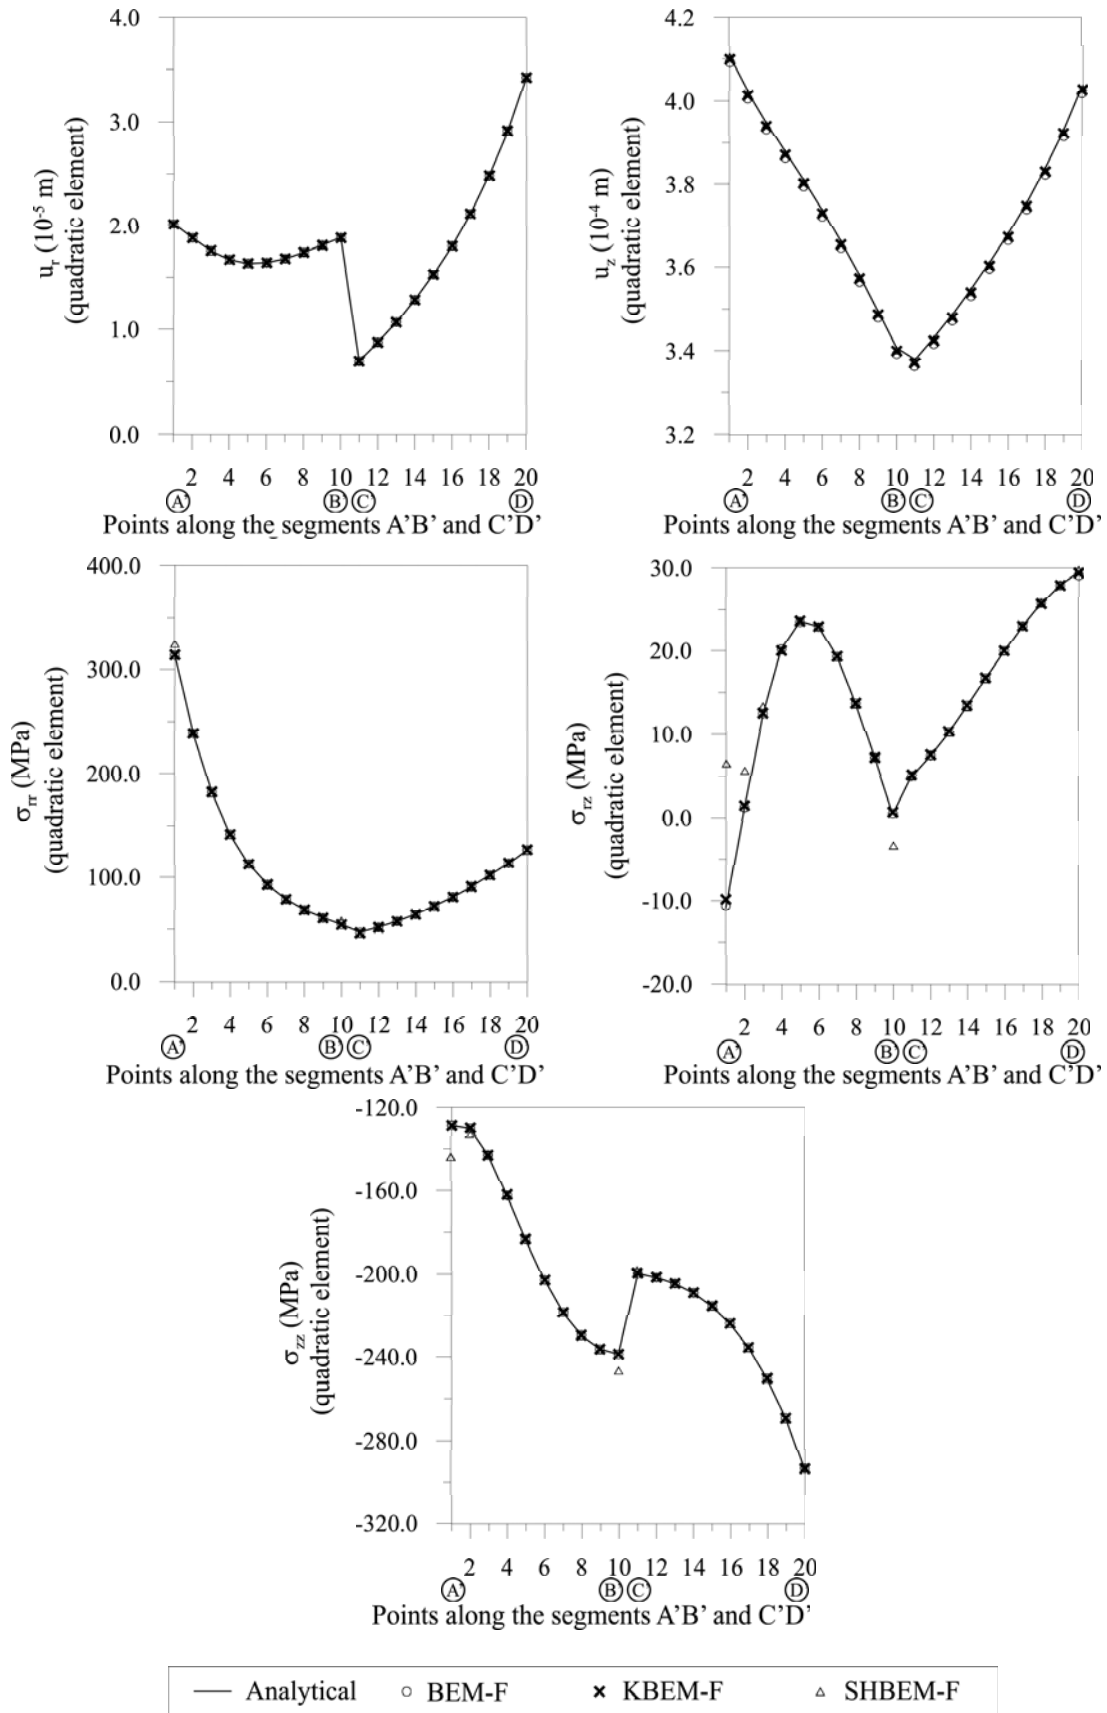 4.0
3.0
2.0
1.0
0.0
u_r (10^-5 m)
(quadratic element)
2 4 6 8 10 12 14 16 18 20
A' B' C' D
Points along the segments A'B' and C'D'
4.2
4.0
3.8
3.6
3.4
3.2
u_z (10^-4 m)
(quadratic element)
2 4 6 8 10 12 14 16 18 20
A' B' C' D
Points along the segments A'B' and C'D'
400.0
300.0
200.0
100.0
0.0
σ_rr (MPa)
(quadratic element)
2 4 6 8 10 12 14 16 18 20
A' B' C' D
Points along the segments A'B' and C'D'
30.0
20.0
10.0
0.0
-10.0
-20.0
σ_rz (MPa)
(quadratic element)
2 4 6 8 10 12 14 16 18 20
A' B' C' D
Points along the segments A'B' and C'D'
-120.0
-160.0
-200.0
-240.0
-280.0
-320.0
σ_zz (MPa)
(quadratic element)
2 4 6 8 10 12 14 16 18 20
A' B' C' D
Points along the segments A'B' and C'D'
Analytical BEM-F KBEM-F SHBEM-F